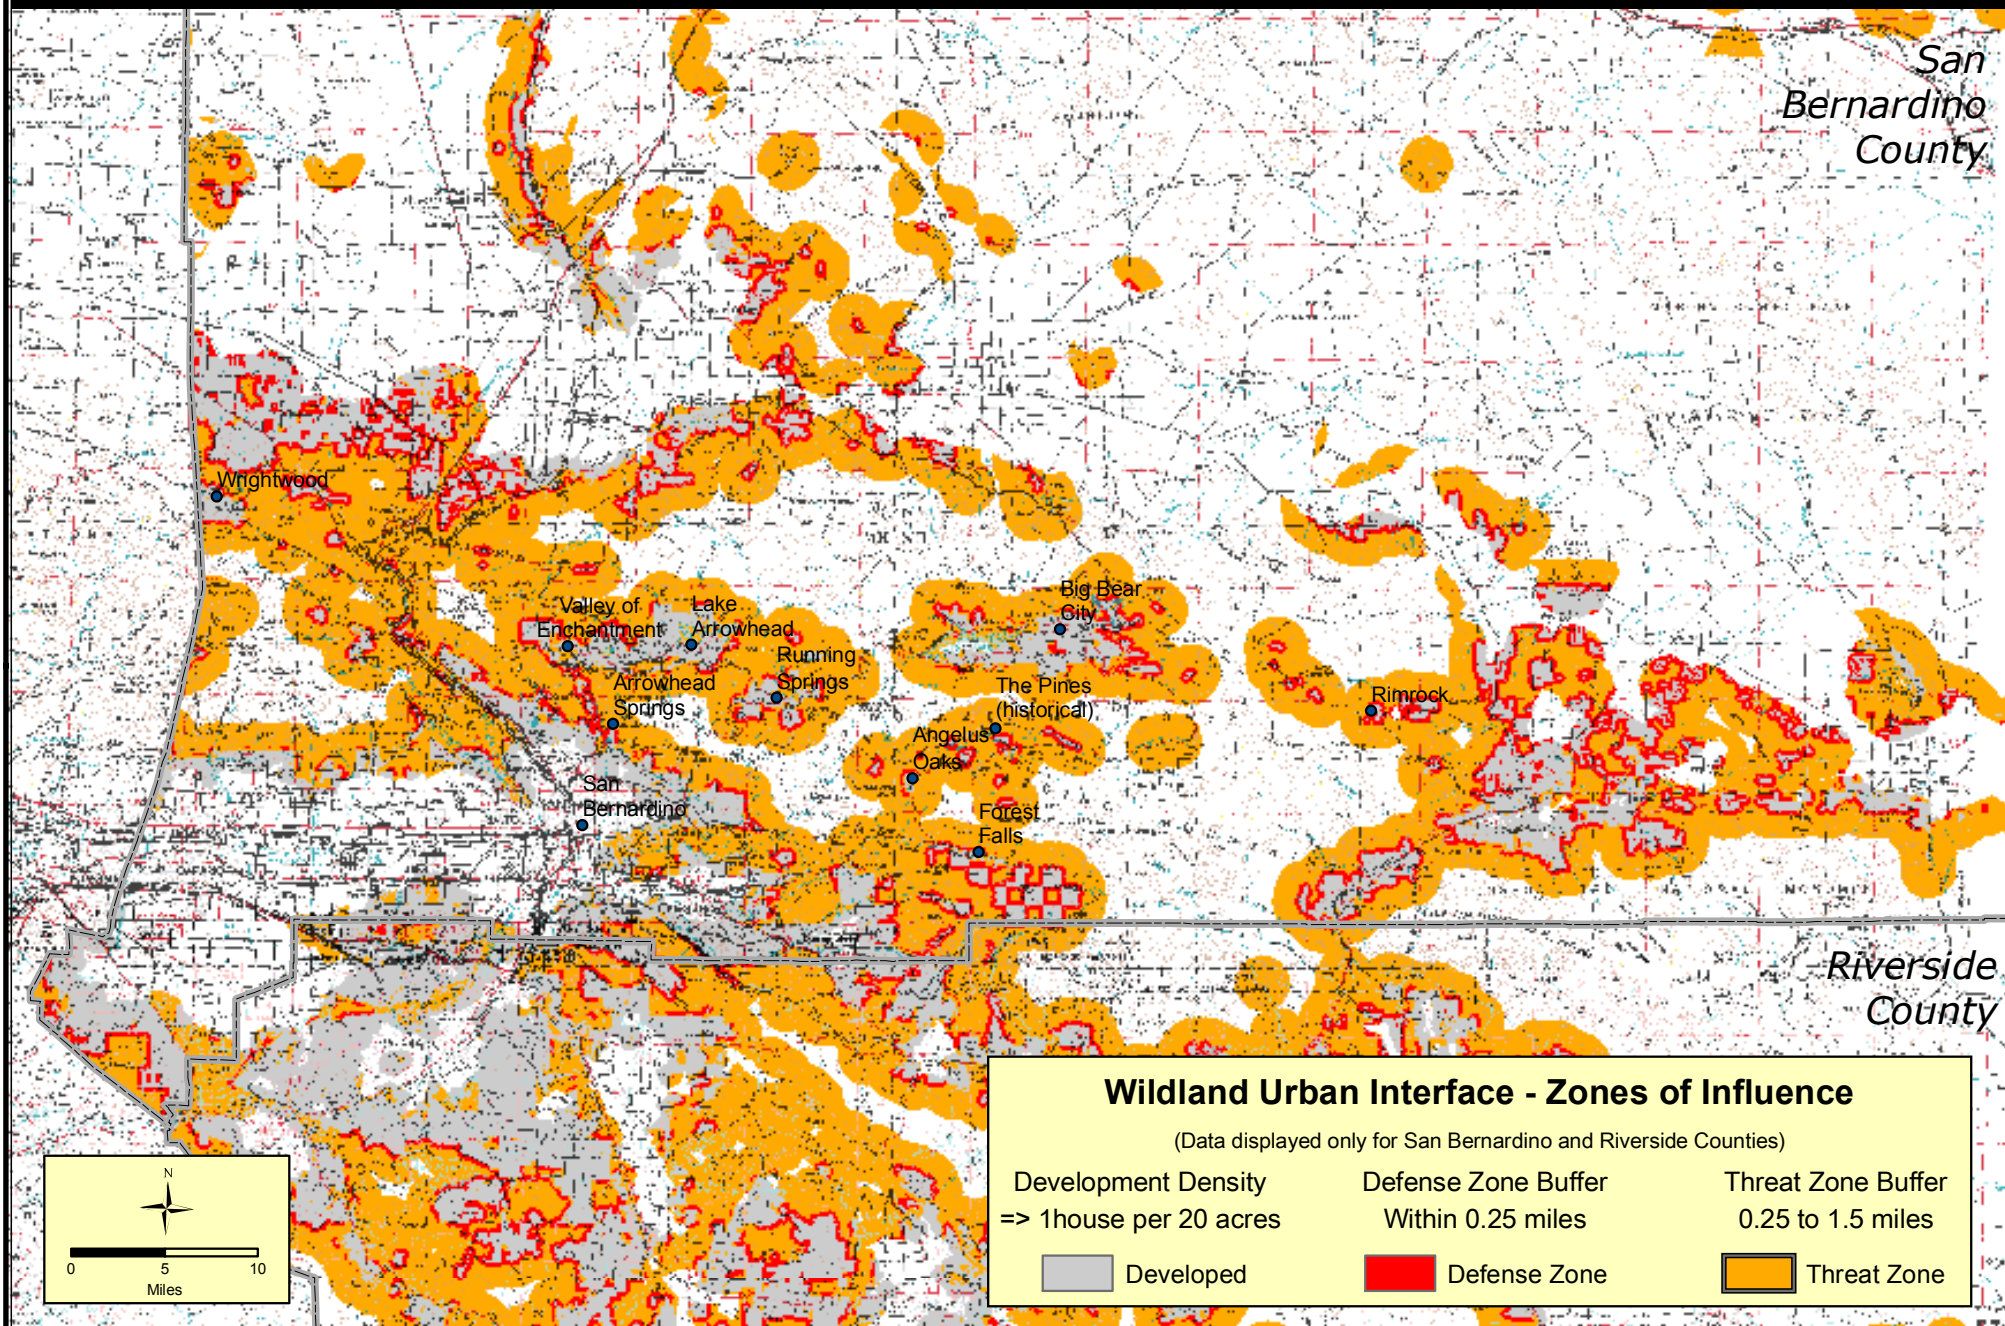 San
Bernardino
County
Wrightwood
Valley of
Enchantment
Lake
Arrowhead
Running
Springs
Arrowhead
Springs
Big Bear
City
The Pines
(historical)
Angelus
Oaks
Rimrock
San
Bernardino
Forest
Falls
Riverside
County
Wildland Urban Interface - Zones of Influence
(Data displayed only for San Bernardino and Riverside Counties)
Development Density
=> 1house per 20 acres
Developed
Defense Zone Buffer
Within 0.25 miles
Defense Zone
Threat Zone Buffer
0.25 to 1.5 miles
Threat Zone
N
0 5 10
Miles